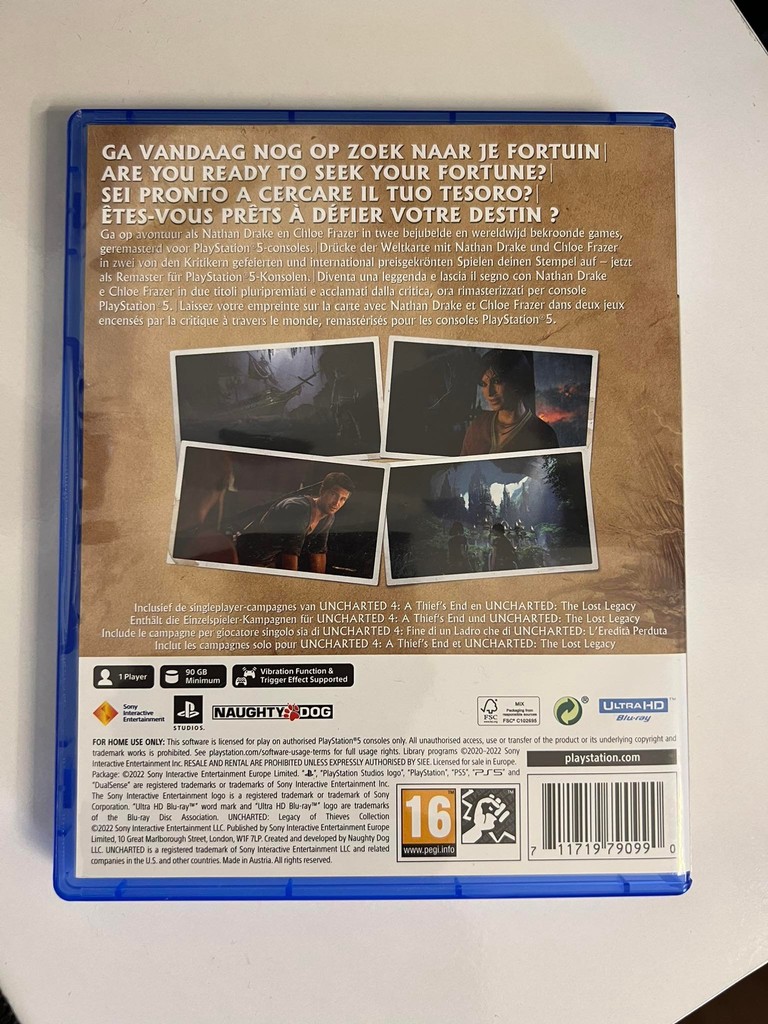 GA VANDAAG NOG OP ZOEK NAAR JE FORTUIN|
ARE YOU READY TO SEEK YOUR FORTUNE?|
SEI PRONTO A CERCARE IL TUO TESORO?|
ÊTES-VOUS PRÊTS À DÉFIER VOTRE DESTIN ?
Ga op avontuur als Nathan Drake en Chloe Frazer in twee bejubelde en wereldwijd bekroonde games,
geremasterd voor PlayStation®5-consoles. | Drücke der Weltkarte mit Nathan Drake und Chloe Frazer
in zwei von den Kritikern gefeierten und international preisgekrönten Spielen deinen Stempel auf – jetzt
als Remaster für PlayStation®5-Konsolen. | Diventa una leggenda e lascia il segno con Nathan Drake
e Chloe Frazer in due titoli pluripremiati e acclamati dalla critica, ora rimasterizzati per console
PlayStation®5. | Laissez votre empreinte sur la carte avec Nathan Drake et Chloe Frazer dans deux jeux
encensés par la critique à travers le monde, remastérisés pour les consoles PlayStation®5.
Inclusief de singleplayer-campagnes van UNCHARTED 4: A Thief's End en UNCHARTED: The Lost Legacy
Enthält die Einzelspieler-Kampagnen für UNCHARTED 4: A Thief's End und UNCHARTED: The Lost Legacy
Include le campagne per giocatore singolo sia di UNCHARTED 4: Fine di un Ladro che di UNCHARTED: L'Eredità Perduta
Inclut les campagnes solo pour UNCHARTED 4: A Thief's End et UNCHARTED: The Lost Legacy
1 Player
90 GB
Minimum
Vibration Function &
Trigger Effect Supported
Sony
Interactive
Entertainment
STUDIOS.
NAUGHTY DOG
FSC
MIX
Packaging from
responsible sources
FSC® C102655
®
ULTRA HD™
Blu-ray
FOR HOME USE ONLY: This software is licensed for play on authorised PlayStation®5 consoles only. All unauthorised access, use or transfer of the product or its underlying copyright and
trademark works is prohibited. See playstation.com/software-usage-terms for full usage rights. Library programs ©2020–2022 Sony
Interactive Entertainment Inc. RESALE AND RENTAL ARE PROHIBITED UNLESS EXPRESSLY AUTHORISED BY SIEE. Licensed for sale in Europe.
Package: ©2022 Sony Interactive Entertainment Europe Limited. " ", "PlayStation Studios logo", "PlayStation", "PS5", "PS5" and
"DualSense" are registered trademarks or trademarks of Sony Interactive Entertainment Inc.
The Sony Interactive Entertainment logo is a registered trademark or trademark of Sony
Corporation. "Ultra HD Blu-ray™" word mark and "Ultra HD Blu-ray™" logo are trademarks
of the Blu-ray Disc Association. UNCHARTED: Legacy of Thieves Collection
©2022 Sony Interactive Entertainment LLC. Published by Sony Interactive Entertainment Europe
Limited, 10 Great Marlborough Street, London, W1F 7LP. Created and developed by Naughty Dog
LLC. UNCHARTED is a registered trademark of Sony Interactive Entertainment LLC and related
companies in the U.S. and other countries. Made in Austria. All rights reserved.
playstation.com
16
www.pegi.info
7 11719 79099 0